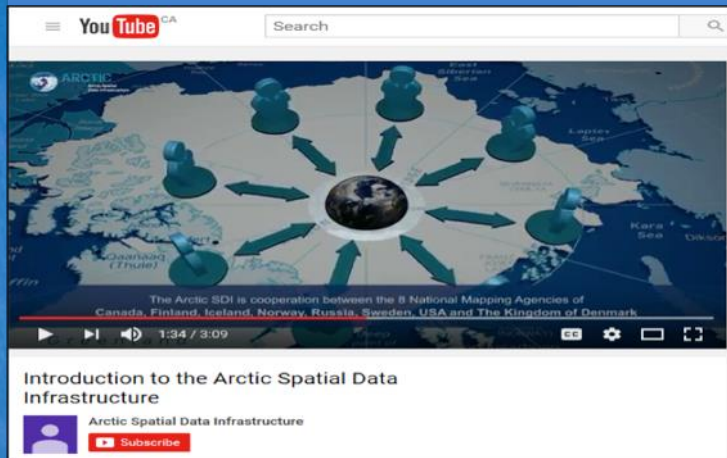 YouTube CA
Search
ARCTIC
East
Siberian
Sea
Laptev
Sea
Kara
Sea
Dikson
Qaanaaq
(Thule)
ffin
The Arctic SDI is cooperation between the 8 National Mapping Agencies of
Canada, Finland, Iceland, Norway, Russia, Sweden, USA and The Kingdom of Denmark
1:34 / 3:09
CC
Introduction to the Arctic Spatial Data
Infrastructure
Arctic Spatial Data Infrastructure
Subscribe